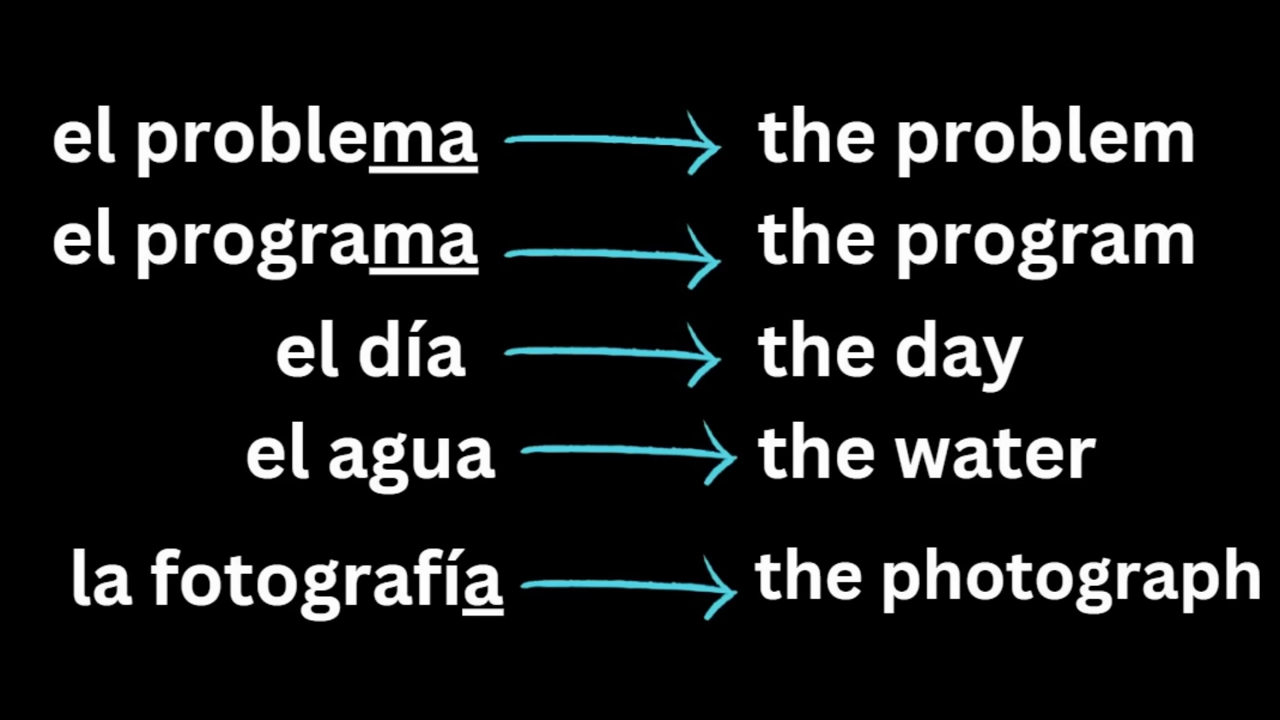 el problema the problem
el programa the program
el día the day
el agua the water
la fotografía the photograph